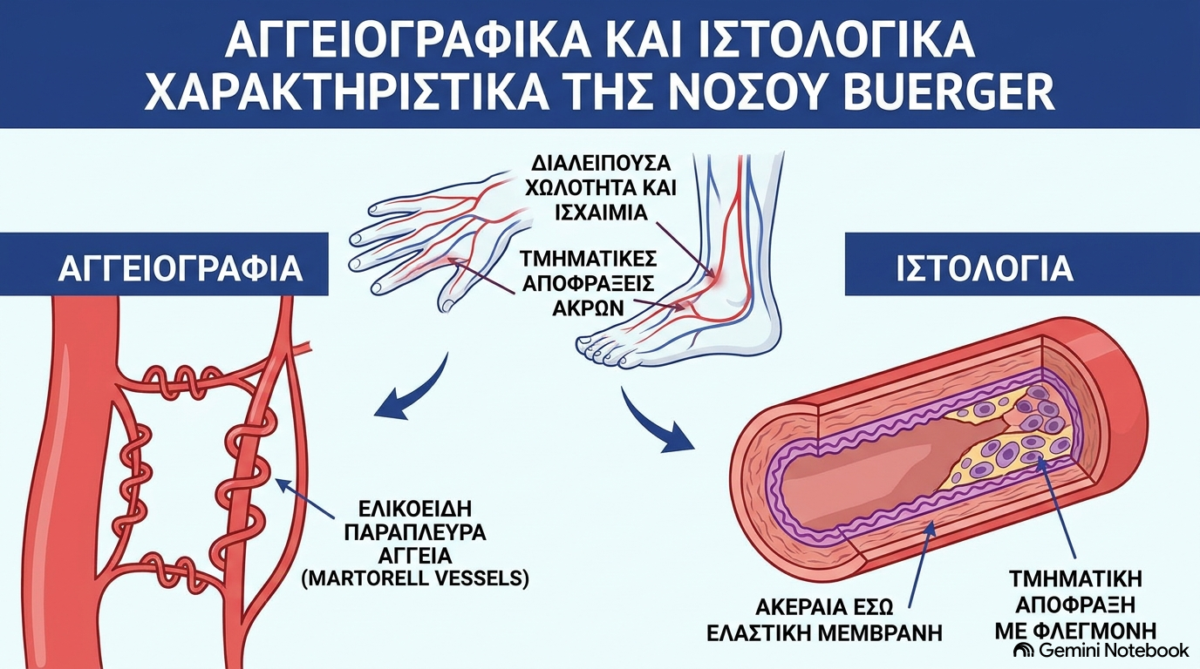 ΑΓΓΕΙΟΓΡΑΦΙΚΑ ΚΑΙ ΙΣΤΟΛΟΓΙΚΑ
ΧΑΡΑΚΤΗΡΙΣΤΙΚΑ ΤΗΣ ΝΟΣΟΥ BUERGER
ΔΙΑΛΕΙΠΟΥΣΑ
ΧΩΛΟΤΗΤΑ ΚΑΙ
ΙΣΧΑΙΜΙΑ
ΤΜΗΜΑΤΙΚΕΣ
ΑΠΟΦΡΑΞΕΙΣ
ΑΚΡΩΝ
ΑΓΓΕΙΟΓΡΑΦΙΑ
ΕΛΙΚΟΕΙΔΗ
ΠΑΡΑΠΛΕΥΡΑ
ΑΓΓΕΙΑ
(MARTORELL VESSELS)
ΙΣΤΟΛΟΓΙΑ
ΑΚΕΡΑΙΑ ΕΣΩ
ΕΛΑΣΤΙΚΗ ΜΕΜΒΡΑΝΗ
ΤΜΗΜΑΤΙΚΗ
ΑΠΟΦΡΑΞΗ
ΜΕ ΦΛΕΓΜΟΝΗ
Gemini Notebook